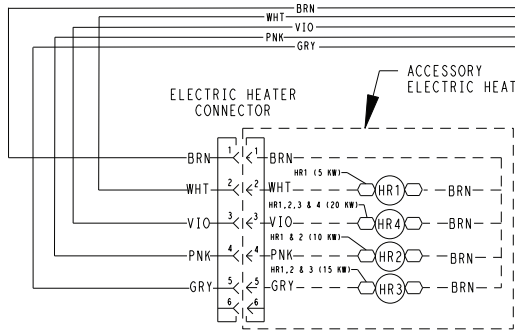 BRN
WHT
VIO
PNK
GRY
ACCESSORY
ELECTRIC HEAT
ELECTRIC HEATER
CONNECTOR
BRN 1 1 BRN
HR1 (5 KW)
WHT 2 2 WHT HR1 BRN
HR1,2,3 & 4 (20 KW)
VIO 3 3 VIO HR4 BRN
HR1 & 2 (10 KW)
PNK 4 4 PNK HR2 BRN
HR1,2 & 3 (15 KW)
GRY 5 5 GRY HR3 BRN
6 6